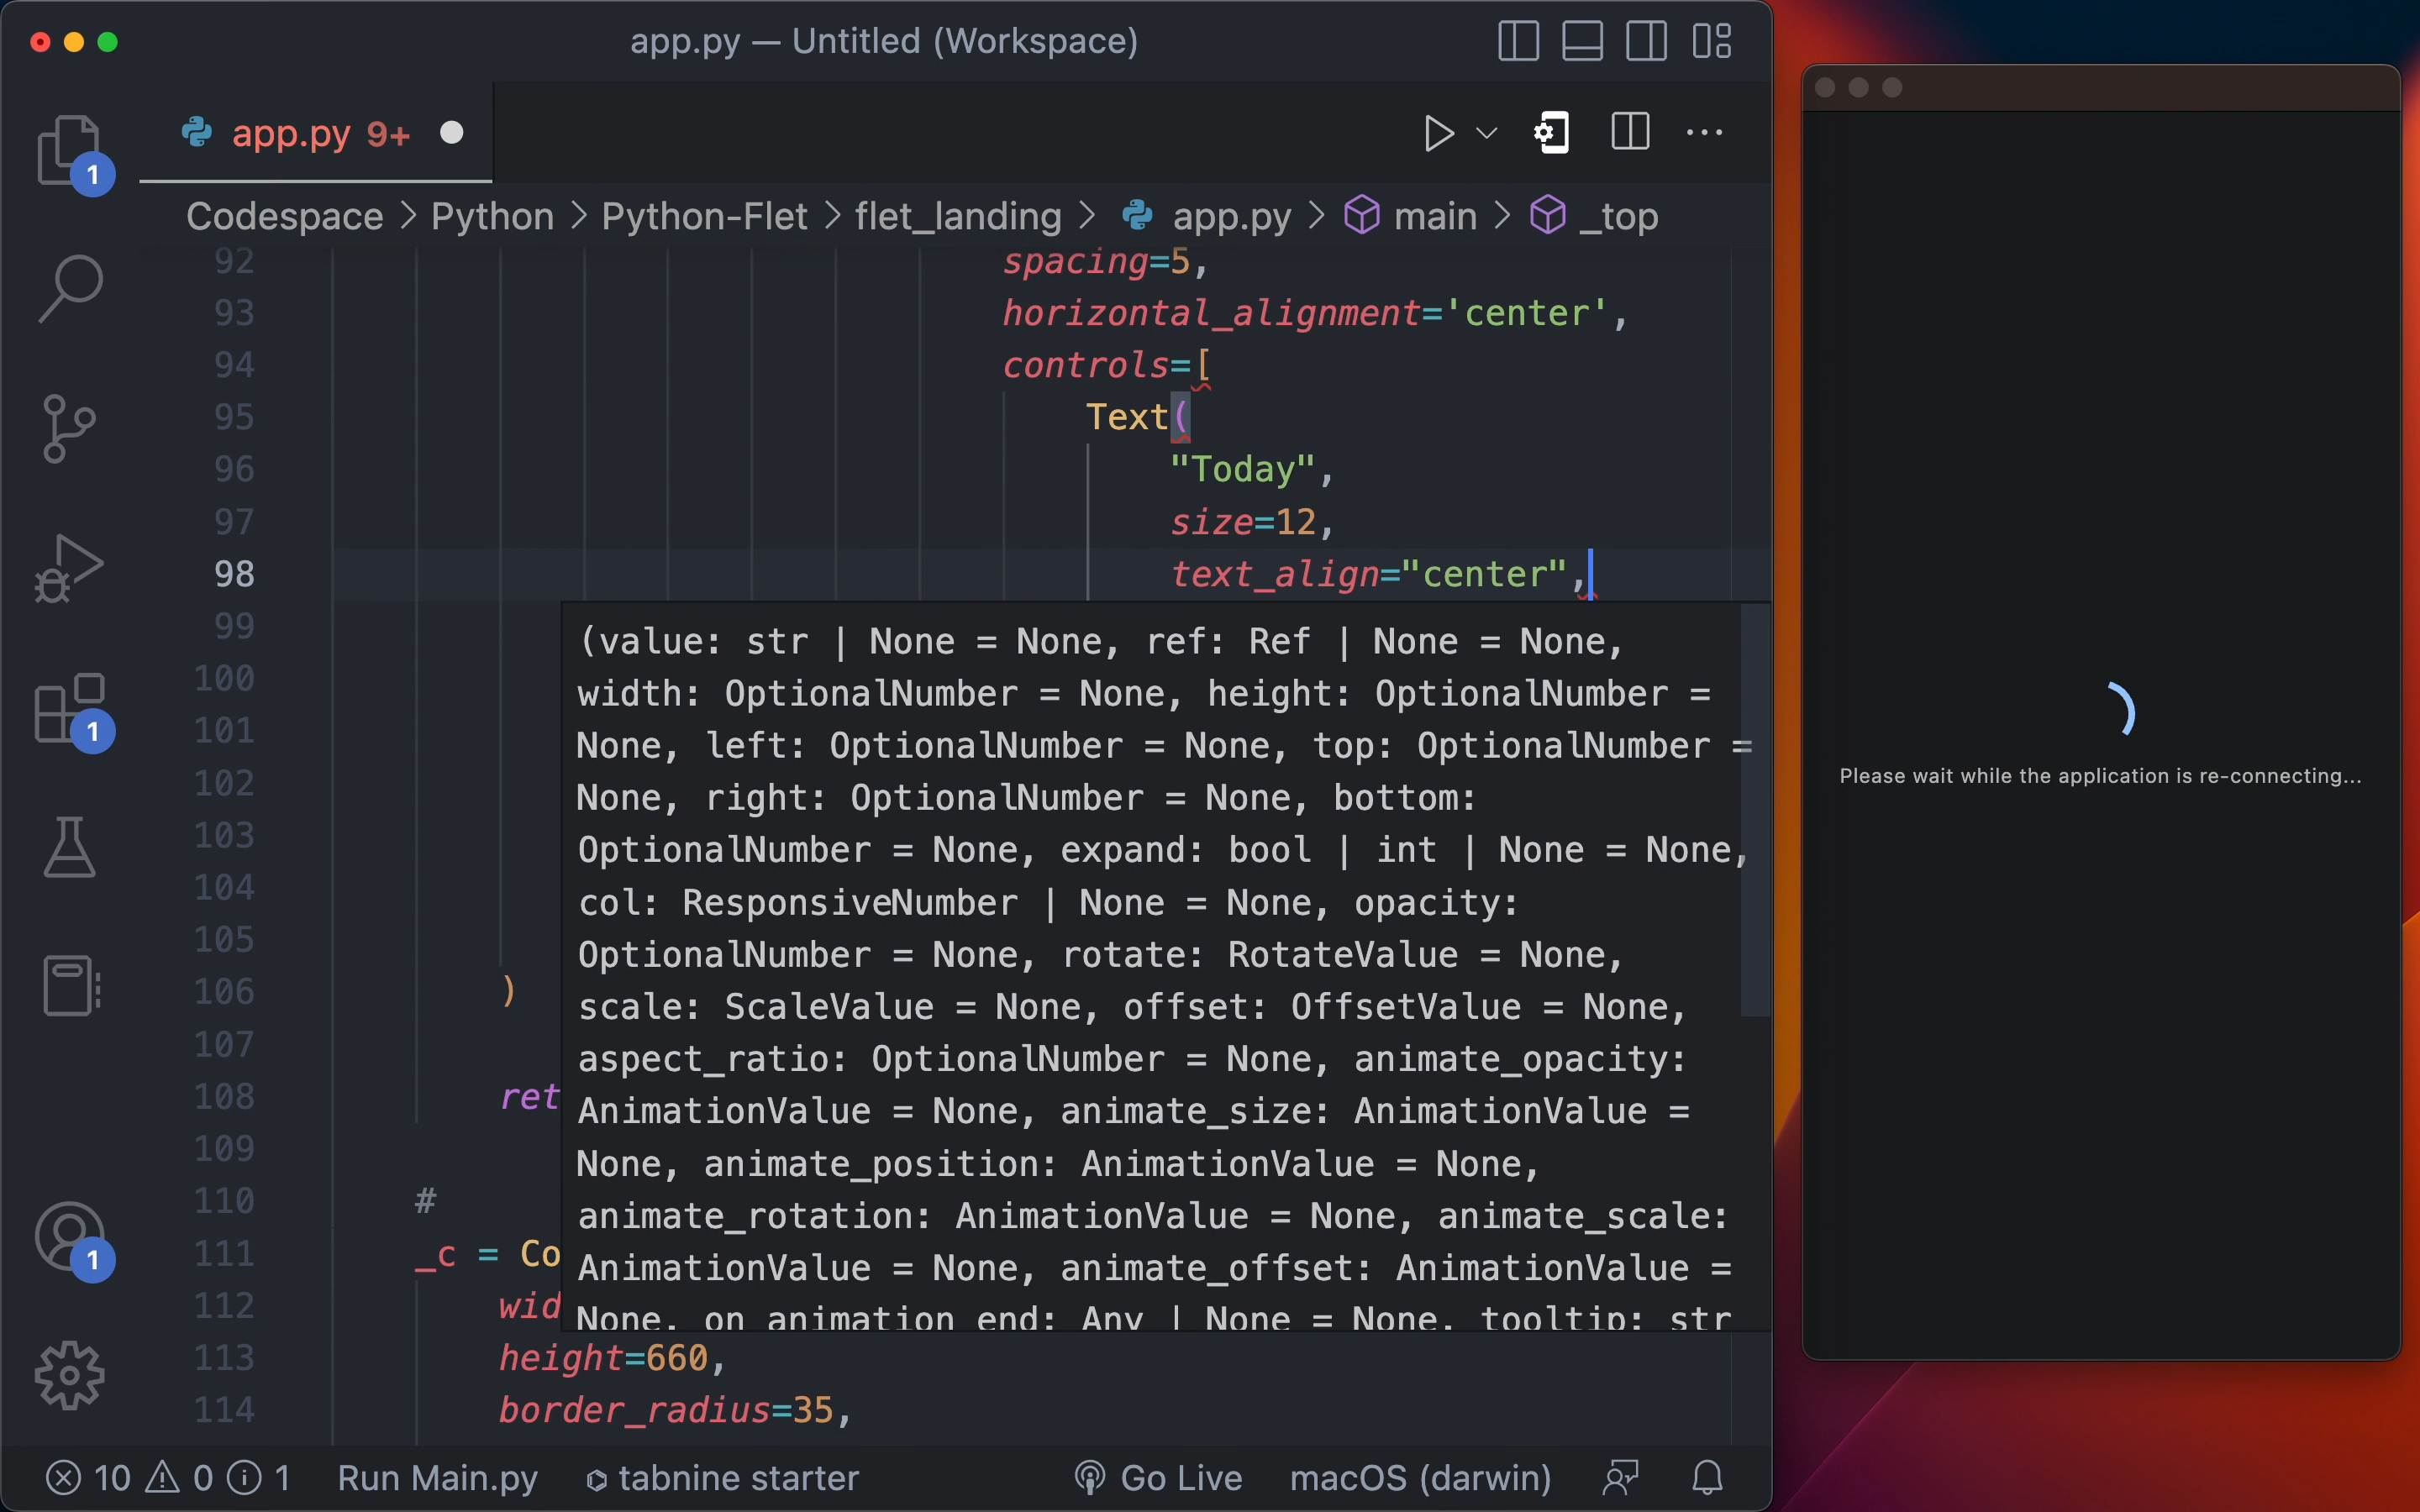 app.py — Untitled (Workspace)
app.py 9+
1
Codespace > Python > Python-Flet > flet_landing > app.py > main > _top
92 spacing=5,
93 horizontal_alignment='center',
94 controls=[
95 Text(
96 "Today",
97 size=12,
98 text_align="center",
99
100
101
102
103
104
105
106 )
107
108 ret
109
110 #
111 _c = Co
112 wid
113 height=660,
114 border_radius=35,
(value: str | None = None, ref: Ref | None = None,
width: OptionalNumber = None, height: OptionalNumber =
None, left: OptionalNumber = None, top: OptionalNumber =
None, right: OptionalNumber = None, bottom:
OptionalNumber = None, expand: bool | int | None = None,
col: ResponsiveNumber | None = None, opacity:
OptionalNumber = None, rotate: RotateValue = None,
scale: ScaleValue = None, offset: OffsetValue = None,
aspect_ratio: OptionalNumber = None, animate_opacity:
AnimationValue = None, animate_size: AnimationValue =
None, animate_position: AnimationValue = None,
animate_rotation: AnimationValue = None, animate_scale:
AnimationValue = None, animate_offset: AnimationValue =
None, on_animation_end: Any | None = None, tooltip: str
1
1
10 0 1 Run Main.py tabnine starter Go Live macOS (darwin)
Please wait while the application is re-connecting...